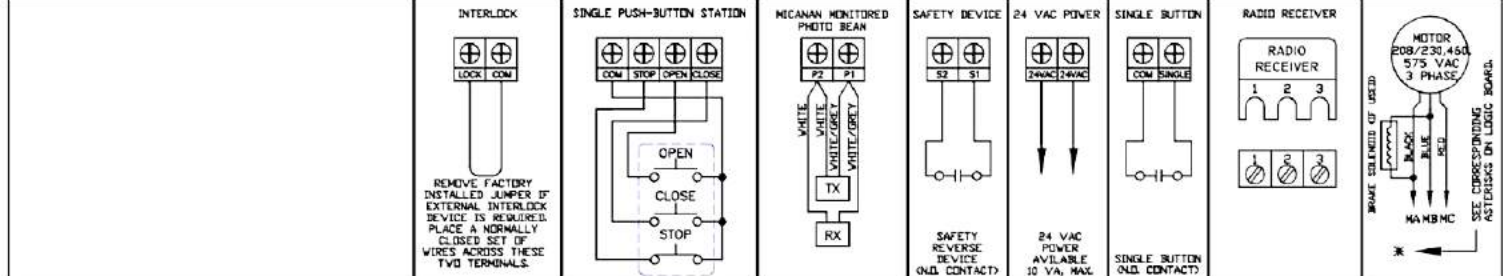 INTERLOCK
LOCK COM
REMOVE FACTORY
INSTALLED JUMPER IF
EXTERNAL INTERLOCK
DEVICE IS REQUIRED.
PLACE A NORMALLY
CLOSED SET OF
WIRES ACROSS THESE
TWO TERMINALS.
SINGLE PUSH-BUTTON STATION
COM STOP OPEN CLOSE
OPEN
CLOSE
STOP
MICANAN MONITORED
PHOTO BEAN
P2 P1
WHITE
WHITE
WHITE/GREY
WHITE/GREY
TX
RX
SAFETY DEVICE
S2 S1
SAFETY
REVERSE
DEVICE
(N.O. CONTACT)
24 VAC POWER
24VAC 24VAC
24 VAC
POWER
AVILABLE
10 VA, MAX.
SINGLE BUTTON
COM SINGLE
SINGLE BUTTON
(N.O. CONTACT)
RADIO RECEIVER
RADIO
RECEIVER
1 2 3
1 2 3
MOTOR
208/230,460,
575 VAC
3 PHASE
BRAKE SOLENOID (IF USED)
BLACK
BLUE
RED
MA MB MC
*
SEE CORRESPONDING
ASTERISKS ON LOGIC BOARD.